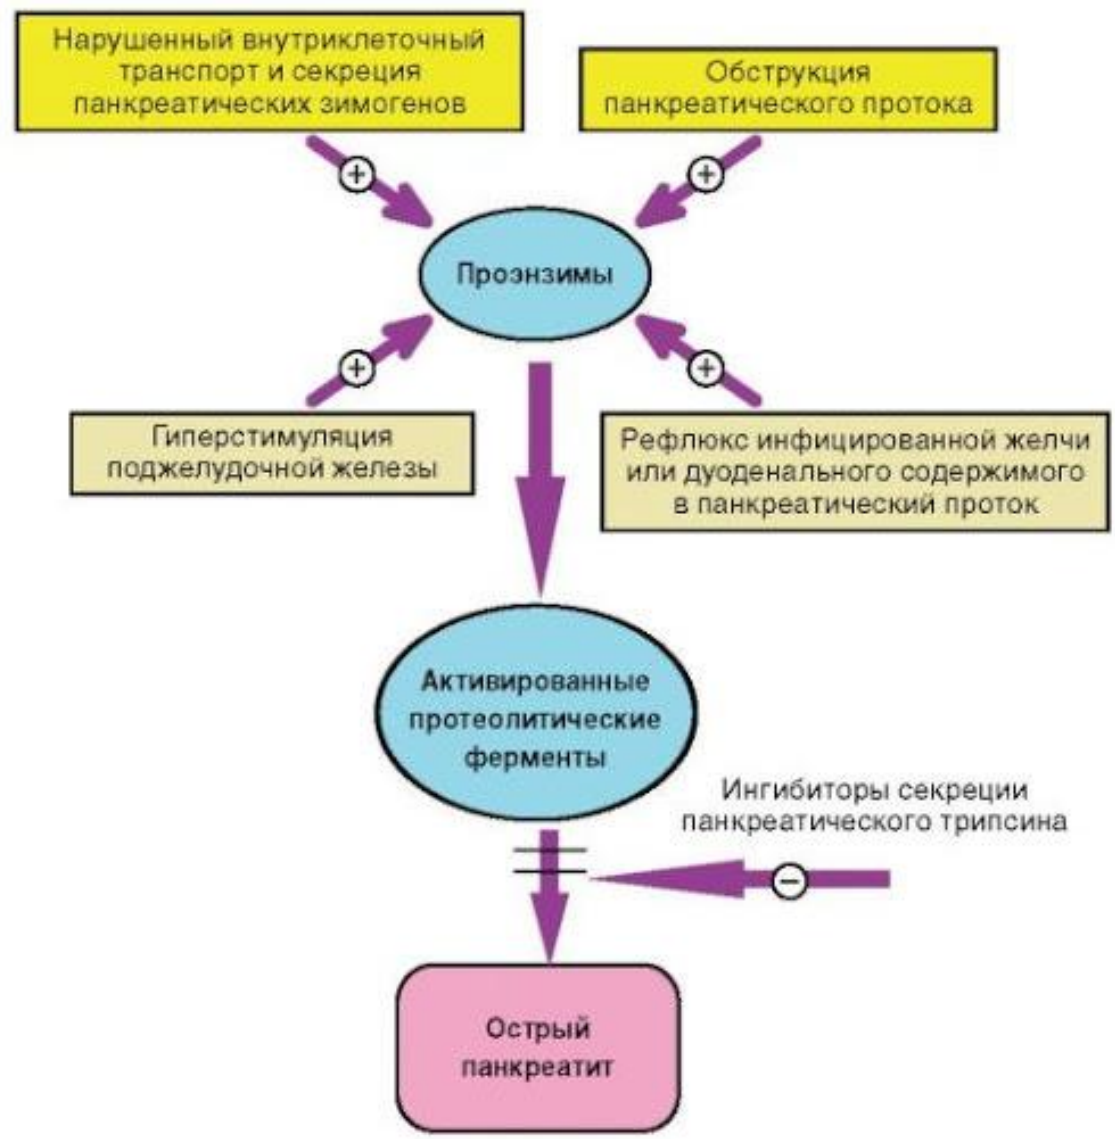 Нарушенный внутриклеточный
транспорт и секреция
панкреатических зимогенов
Обструкция
панкреатического протока
+
+
Проэнзимы
+
+
Гиперстимуляция
поджелудочной железы
Рефлюкс инфицированной желчи
или дуоденального содержимого
в панкреатический проток
Активированные
протеолитические
ферменты
Ингибиторы секреции
панкреатического трипсина
−
Острый
панкреатит